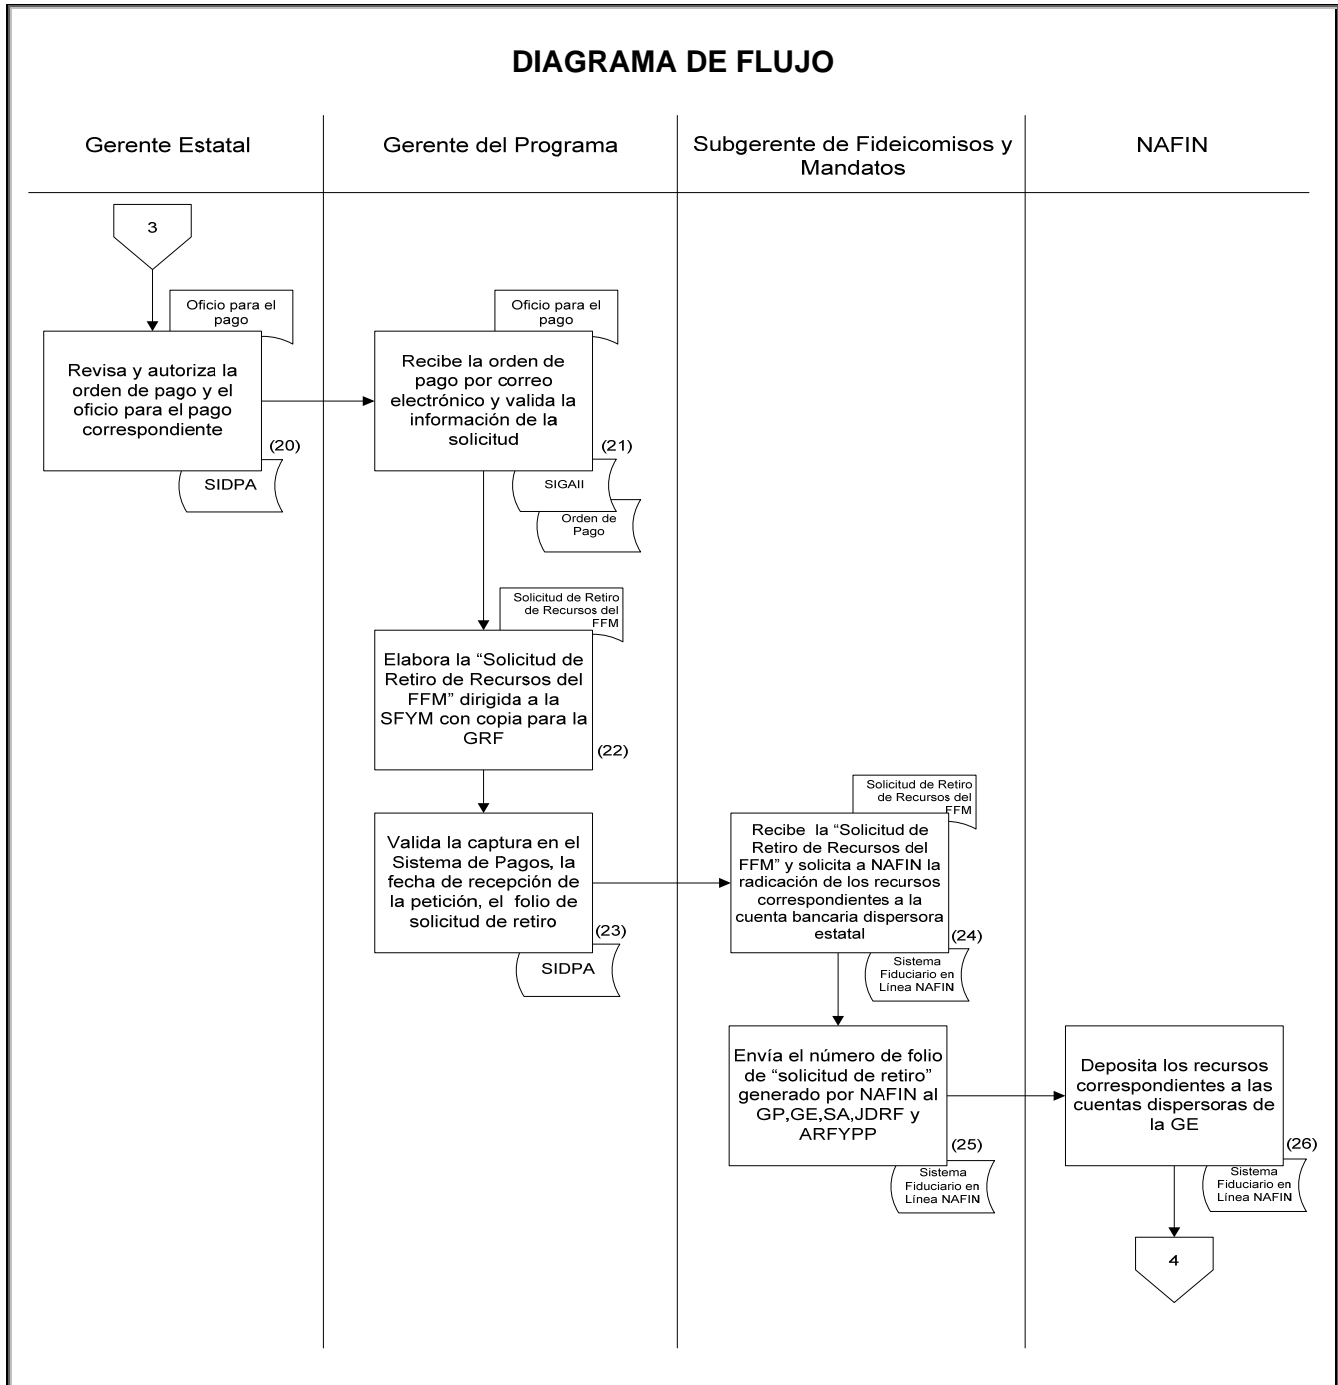 DIAGRAMA DE FLUJO
Gerente Estatal
Gerente del Programa
Subgerente de Fideicomisos y
Mandatos
NAFIN
3
Oficio para el
pago
Revisa y autoriza la
orden de pago y el
oficio para el pago
correspondiente
(20)
SIDPA
Oficio para el
pago
Recibe la orden de
pago por correo
electrónico y valida la
información de la
solicitud
(21)
SIGAII
Orden de
Pago
Solicitud de Retiro
de Recursos del
FFM
Elabora la “Solicitud de
Retiro de Recursos del
FFM” dirigida a la
SFYM con copia para la
GRF
(22)
Valida la captura en el
Sistema de Pagos, la
fecha de recepción de
la petición, el folio de
solicitud de retiro
(23)
SIDPA
Solicitud de Retiro
de Recursos del
FFM
Recibe la “Solicitud de
Retiro de Recursos del
FFM” y solicita a NAFIN la
radicación de los recursos
correspondientes a la
cuenta bancaria dispersora
estatal
(24)
Sistema
Fiduciario en
Línea NAFIN
Envía el número de folio
de “solicitud de retiro”
generado por NAFIN al
GP,GE,SA,JDRF y
ARFYPP
(25)
Sistema
Fiduciario en
Línea NAFIN
Deposita los recursos
correspondientes a las
cuentas dispersoras de
la GE
(26)
Sistema
Fiduciario en
Línea NAFIN
4